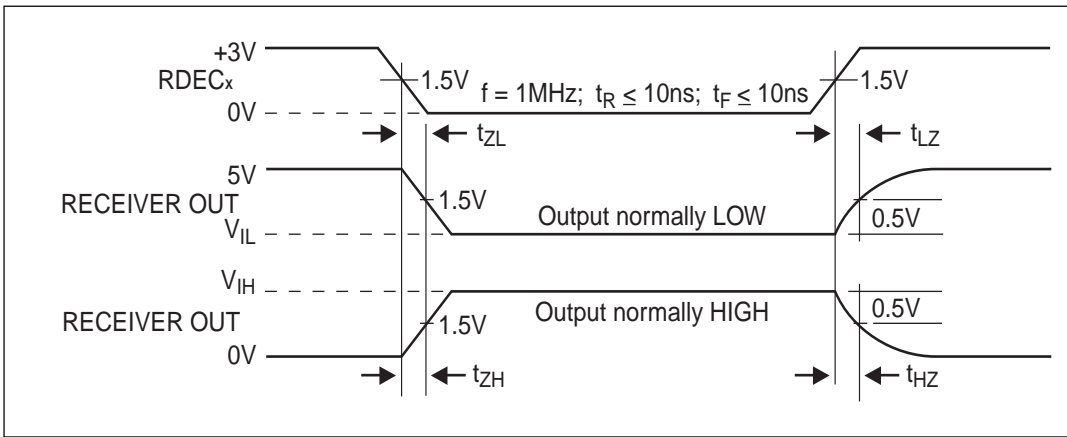 +3V
RDECx
0V
1.5V
f = 1MHz; tR ≤ 10ns; tF ≤ 10ns
1.5V
tZL
tLZ
5V
RECEIVER OUT
VIL
1.5V
Output normally LOW
0.5V
VIH
RECEIVER OUT
0V
1.5V
Output normally HIGH
0.5V
tZH
tHZ